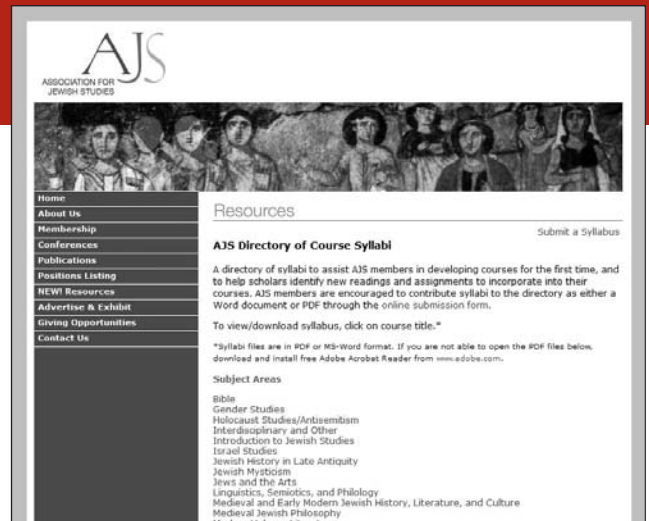 AJS
ASSOCIATION FOR
JEWISH STUDIES
Home
About Us
Membership
Conferences
Publications
Positions Listing
NEW! Resources
Advertise & Exhibit
Giving Opportunities
Contact Us
Resources
Submit a Syllabus
AJS Directory of Course Syllabi
A directory of syllabi to assist AJS members in developing courses for the first time, and
to help scholars identify new readings and assignments to incorporate into their
courses. AJS members are encouraged to contribute syllabi to the directory as either a
Word document or PDF through the online submission form.
To view/download syllabus, click on course title.*
*Syllabi files are in PDF or MS-Word format. If you are not able to open the PDF files below,
download and install free Adobe Acrobat Reader from www.adobe.com.
Subject Areas
Bible
Gender Studies
Holocaust Studies/Antisemitism
Interdisciplinary and Other
Introduction to Jewish Studies
Israel Studies
Jewish History in Late Antiquity
Jewish Mysticism
Jews and the Arts
Linguistics, Semiotics, and Philology
Medieval and Early Modern Jewish History, Literature, and Culture
Medieval Jewish Philosophy